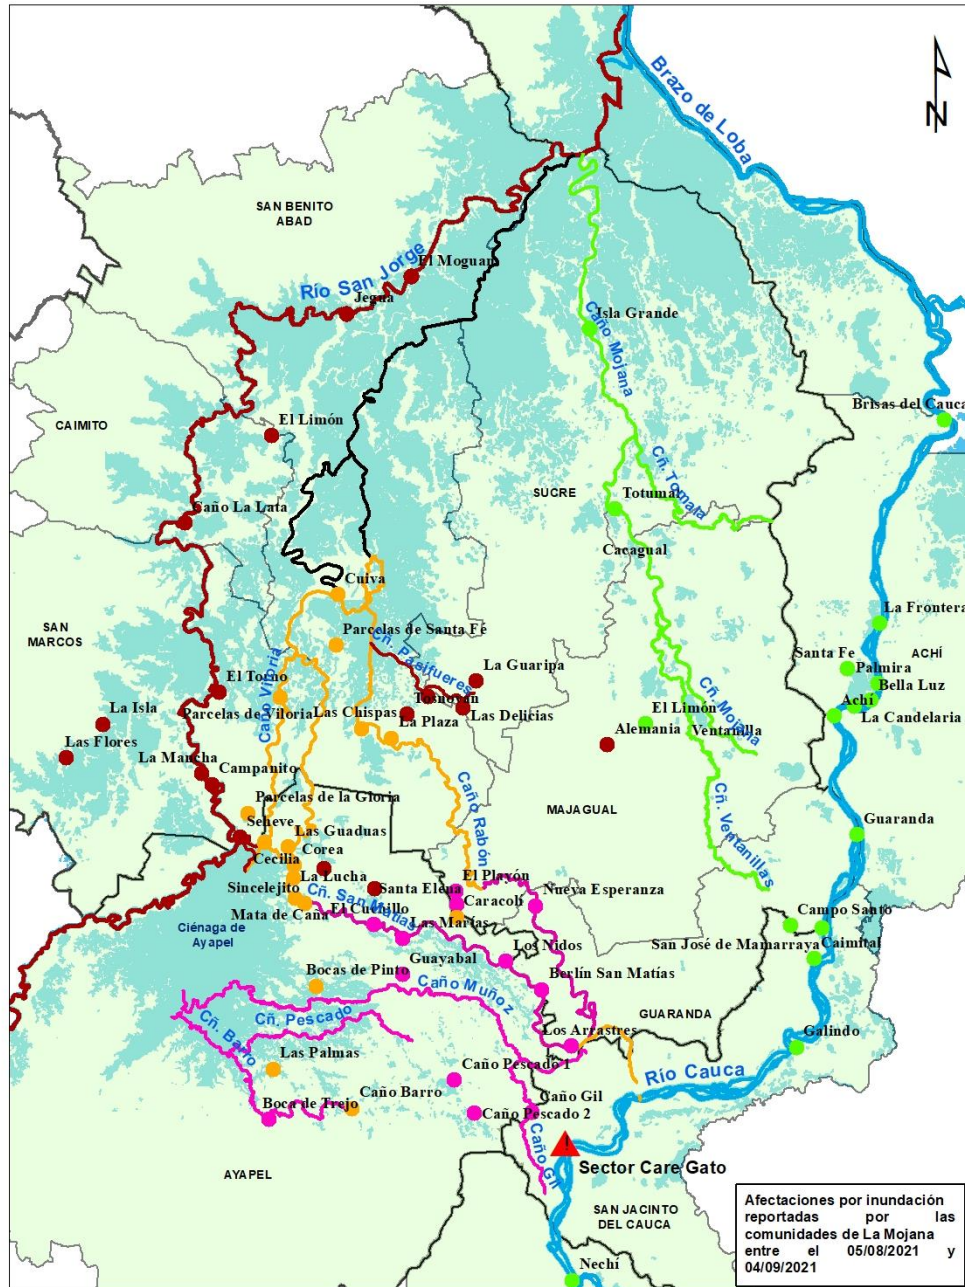 Brazo de Loba
N
SAN BENITO
ABAD
Río San Jorge
El Moguan
Jegua
Caño Mojana
Isla Grande
Brisas del Cauca
CAIMITO
El Limón
Cñ. Tomala
SUCRE
Totumal
Caño La Lata
Cacagual
Cuiva
La Frontera
SAN
MARCOS
Parcelas de Santa Fé
Cñ. Pasifueres
Santa Fe
ACHÍ
Palmira
La Guaripa
Bella Luz
El Torno
Caño Viloria
Cñ. Mojana
Tosnovan
Achí
Parcelas de Viloria
Las Chispas
Las Delicias
El Limón
La Candelaria
La Isla
La Plaza
Alemania
Ventanilla
Las Flores
La Mancha
Campanito
Caño Rabón
Cñ. Ventanillas
Parcelas de la Gloria
MAJAGUAL
Seheve
Las Guaduas
Guaranda
Corea
Cecilia
La Lucha
El Playón
Sincelejito
Cñ. San Matías
Santa Elena
Caracoli
Nueva Esperanza
Mata de Caña
El Cuchillo
Las Marías
Campo Santo
Ciénaga de
Ayapel
San José de Mamarraya
Caimital
Guayabal
Los Nidos
Bocas de Pinto
Caño Muñoz
Berlín San Matías
Cñ. Pescado
GUARANDA
Cñ. Barro
Los Arrastres
Galindo
Las Palmas
Caño Pescado 1
Río Cauca
Caño Barro
Caño Gil
Boca de Trejo
Caño Pescado 2
Caño Gil
Sector Care Gato
AYAPEL
SAN JACINTO
DEL CAUCA
Nechí
Afectaciones por inundación
reportadas por las
comunidades de La Mojana
entre el 05/08/2021 y
04/09/2021